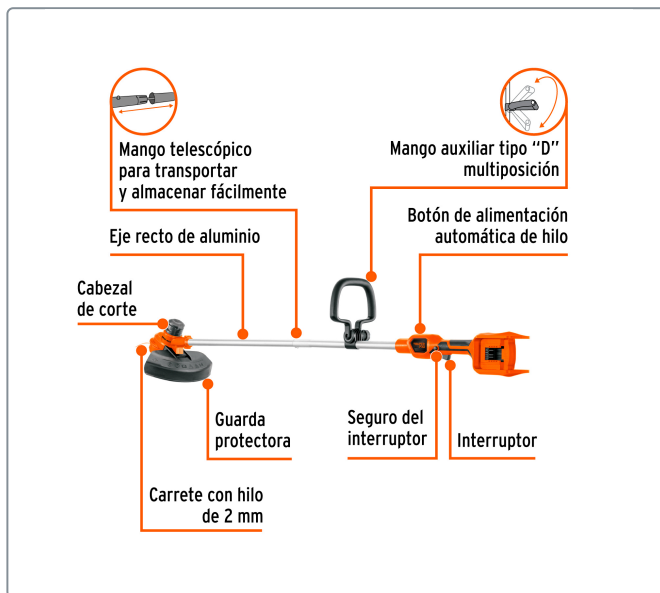 Mango telescópico
para transportar
y almacenar fácilmente
Mango auxiliar tipo “D”
multiposición
Botón de alimentación
automática de hilo
Eje recto de aluminio
Cabezal
de corte
Guarda
protectora
Seguro del
interruptor
Interruptor
Carrete con hilo
de 2 mm